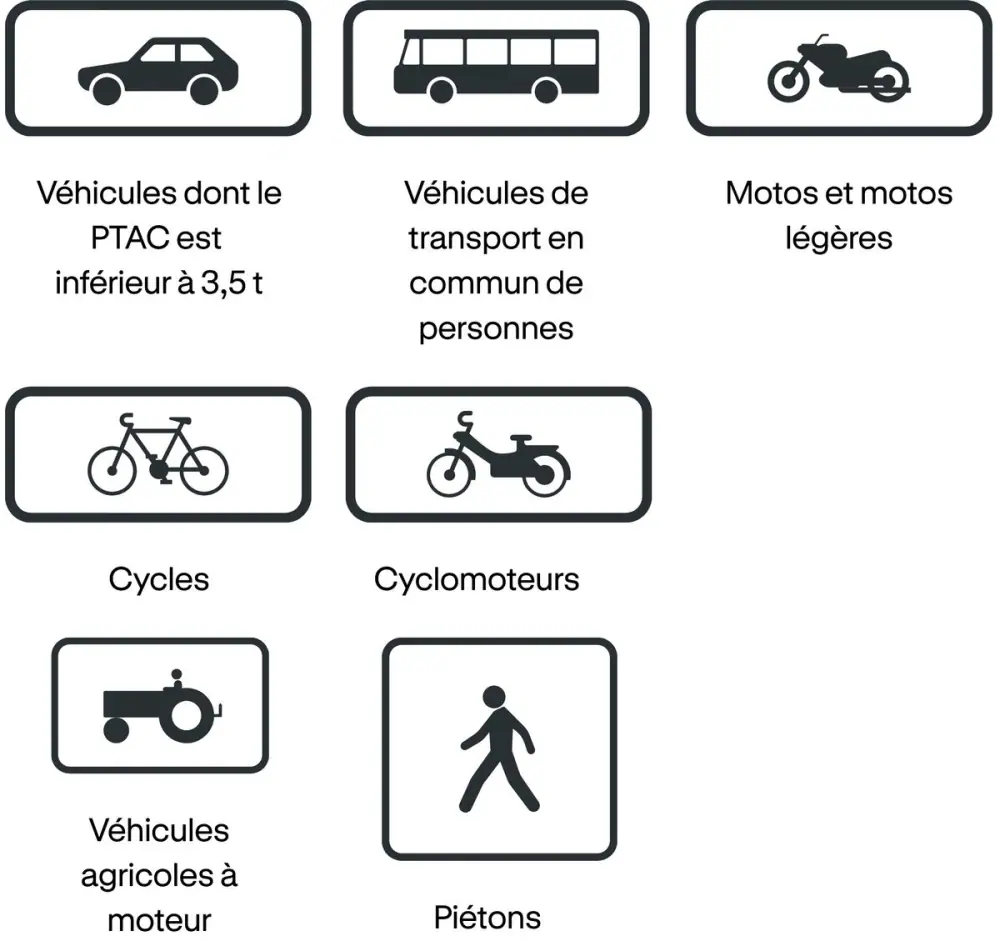 Véhicules dont le
PTAC est
inférieur à 3,5 t
Véhicules de
transport en
commun de
personnes
Motos et motos
légères
Cycles
Cyclomoteurs
Véhicules
agricoles à
moteur
Piétons